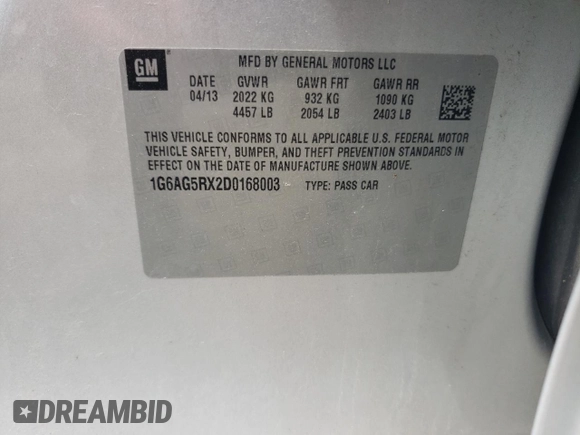 GM
MFD BY GENERAL MOTORS LLC
DATE GVWR GAWR FRT GAWR RR
04/13 2022 KG 932 KG 1090 KG
4457 LB 2054 LB 2403 LB
THIS VEHICLE CONFORMS TO ALL APPLICABLE U.S. FEDERAL MOTOR
VEHICLE SAFETY, BUMPER, AND THEFT PREVENTION STANDARDS IN
EFFECT ON THE DATE OF MANUFACTURE SHOWN ABOVE.
1G6AG5RX2D0168003 TYPE: PASS CAR
DREAMBID